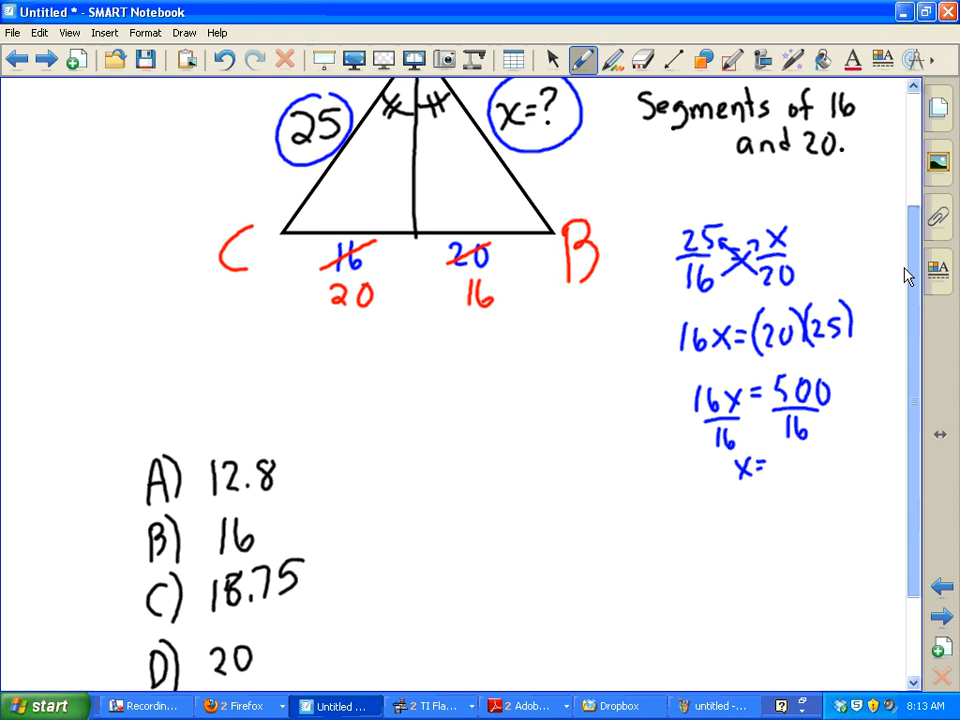 Untitled * - SMART Notebook
File Edit View Insert Format Draw Help
25
x=?
Segments of 16
and 20.
C
16
20
B
20
16
25/16 x/20
16x=(20)(25)
16x/16 = 500/16
x=
A) 12.8
B) 16
C) 18.75
D) 20
start
Recordin...
2 Firefox
Untitled ...
2 TI Fla...
2 Adob...
Dropbox
untitled -...
8:13 AM